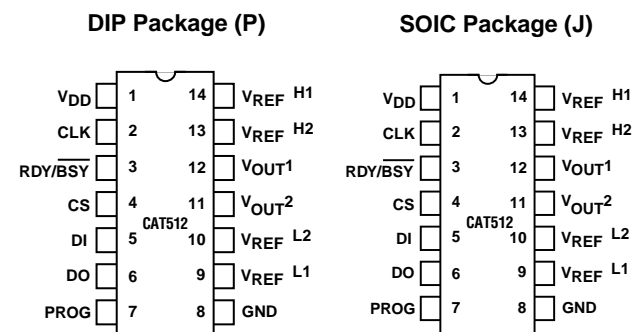 DIP Package (P)
VDD 1 14 VREF H1
CLK 2 13 VREF H2
RDY/BSY 3 12 VOUT1
CS 4 11 VOUT2
CAT512
DI 5 10 VREF L2
DO 6 9 VREF L1
PROG 7 8 GND
SOIC Package (J)
VDD 1 14 VREF H1
CLK 2 13 VREF H2
RDY/BSY 3 12 VOUT1
CS 4 11 VOUT2
CAT512
DI 5 10 VREF L2
DO 6 9 VREF L1
PROG 7 8 GND